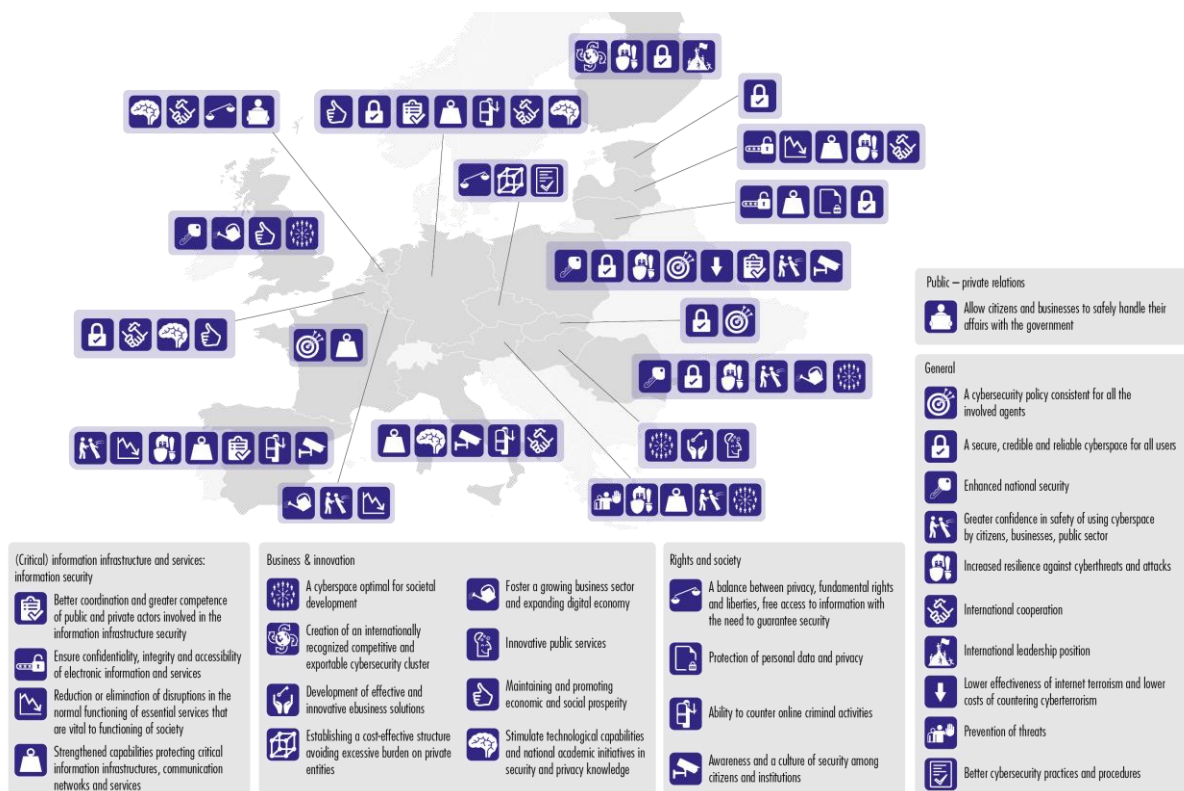 Public – private relations
Allow citizens and businesses to safely handle their
affairs with the government
General
A cybersecurity policy consistent for all the
involved agents
A secure, credible and reliable cyberspace for all users
Enhanced national security
Greater confidence in safety of using cyberspace
by citizens, businesses, public sector
Increased resilience against cyberthreats and attacks
International cooperation
International leadership position
Lower effectiveness of internet terrorism and lower
costs of countering cyberterrorism
Prevention of threats
Better cybersecurity practices and procedures
(Critical) information infrastructure and services:
information security
Better coordination and greater competence
of public and private actors involved in the
information infrastructure security
Ensure confidentiality, integrity and accessibility
of electronic information and services
Reduction or elimination of disruptions in the
normal functioning of essential services that
are vital to functioning of society
Strengthened capabilities protecting critical
information infrastructures, communication
networks and services
Business & innovation
A cyberspace optimal for societal
development
Creation of an internationally
recognized competitive and
exportable cybersecurity cluster
Development of effective and
innovative ebusiness solutions
Establishing a cost-effective structure
avoiding excessive burden on private
entities
Foster a growing business sector
and expanding digital economy
Innovative public services
Maintaining and promoting
economic and social prosperity
Stimulate technological capabilities
and national academic initiatives in
security and privacy knowledge
Rights and society
A balance between privacy, fundamental rights
and liberties, free access to information with
the need to guarantee security
Protection of personal data and privacy
Ability to counter online criminal activities
Awareness and a culture of security among
citizens and institutions